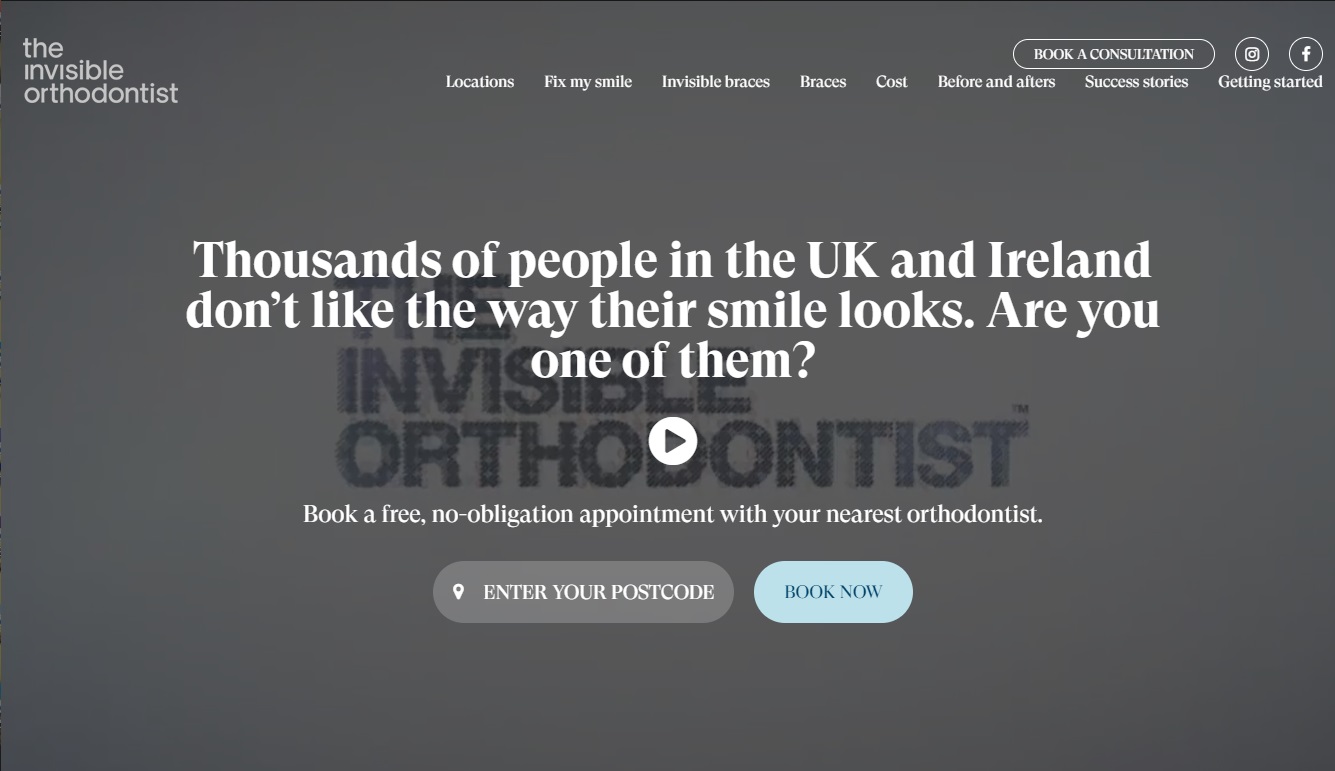 the
invisible
orthodontist
BOOK A CONSULTATION
Locations Fix my smile Invisible braces Braces Cost Before and afters Success stories Getting started
Thousands of people in the UK and Ireland
don’t like the way their smile looks. Are you
one of them?
THE
INVISIBLE
ORTHODONTIST™
Book a free, no-obligation appointment with your nearest orthodontist.
ENTER YOUR POSTCODE BOOK NOW